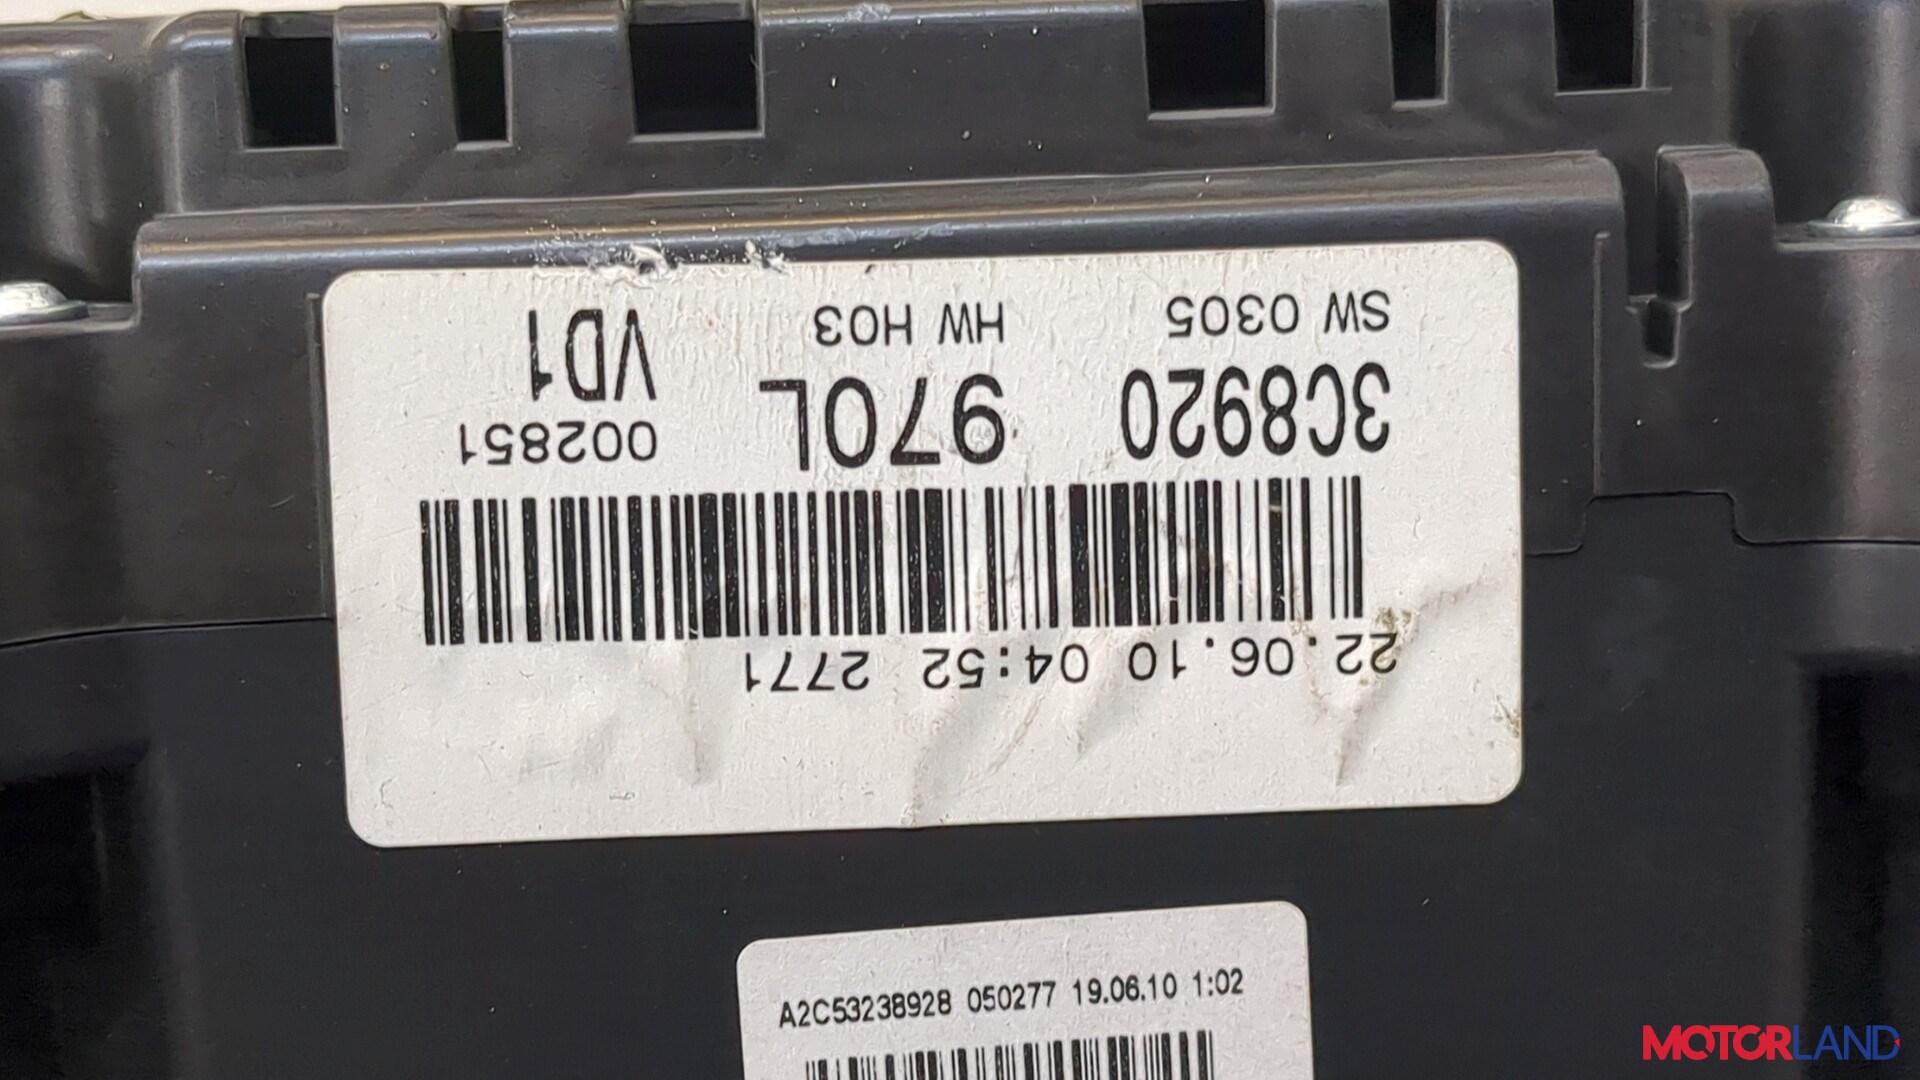 SW 0305 HW H03 VD1
3C8920 970L 002851
22.06.10 04:52 2771
A2C53238928 050277 19.06.10 1:02
MOTORLAND